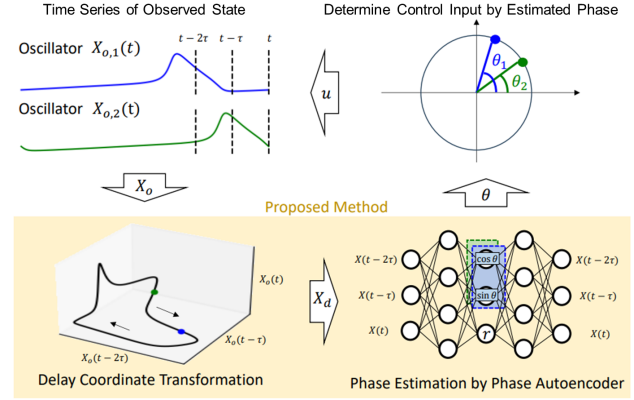 Time Series of Observed State
Determine Control Input by Estimated Phase
Oscillator X_{o,1}(t)
t − 2τ t − τ t
Oscillator X_{o,2}(t)
u
θ_1
θ_2
X_o
θ
Proposed Method
X_o(t)
X_o(t − τ)
X_o(t − 2τ)
Delay Coordinate Transformation
X_d
X(t − 2τ)
X(t − τ)
X(t)
cos θ
sin θ
r
X(t − 2τ)
X(t − τ)
X(t)
Phase Estimation by Phase Autoencoder